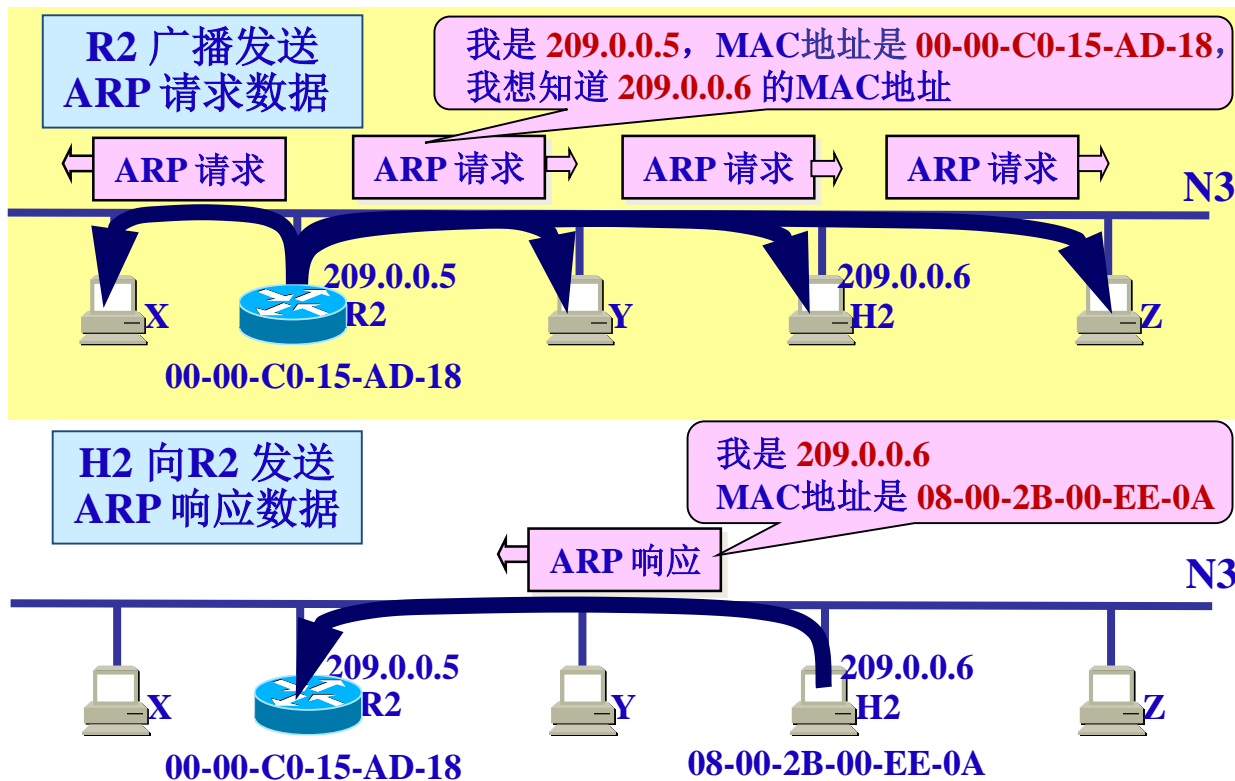 R2 广播发送
ARP 请求数据
我是 209.0.0.5，MAC地址是 00-00-C0-15-AD-18，
我想知道 209.0.0.6 的MAC地址
ARP 请求
ARP 请求
ARP 请求
ARP 请求
N3
209.0.0.5
209.0.0.6
X
R2
Y
H2
Z
00-00-C0-15-AD-18
H2 向R2 发送
ARP 响应数据
我是 209.0.0.6
MAC地址是 08-00-2B-00-EE-0A
ARP 响应
N3
209.0.0.5
209.0.0.6
X
R2
Y
H2
Z
00-00-C0-15-AD-18
08-00-2B-00-EE-0A